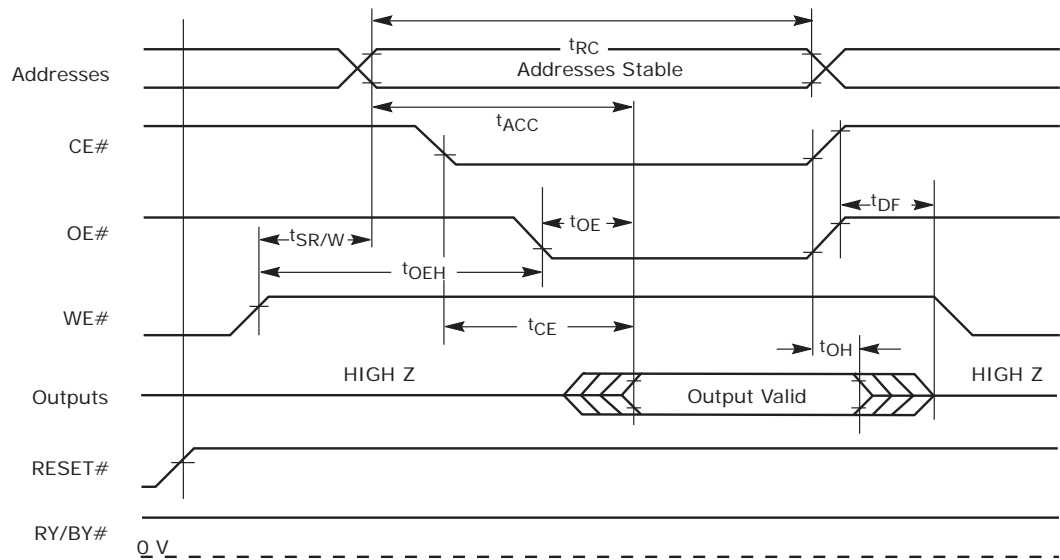 tRC
Addresses
Addresses Stable
tACC
CE#
tDF
OE#
tOE
tSR/W
tOEH
WE#
tCE
tOH
HIGH Z
HIGH Z
Outputs
Output Valid
RESET#
RY/BY#
0 V